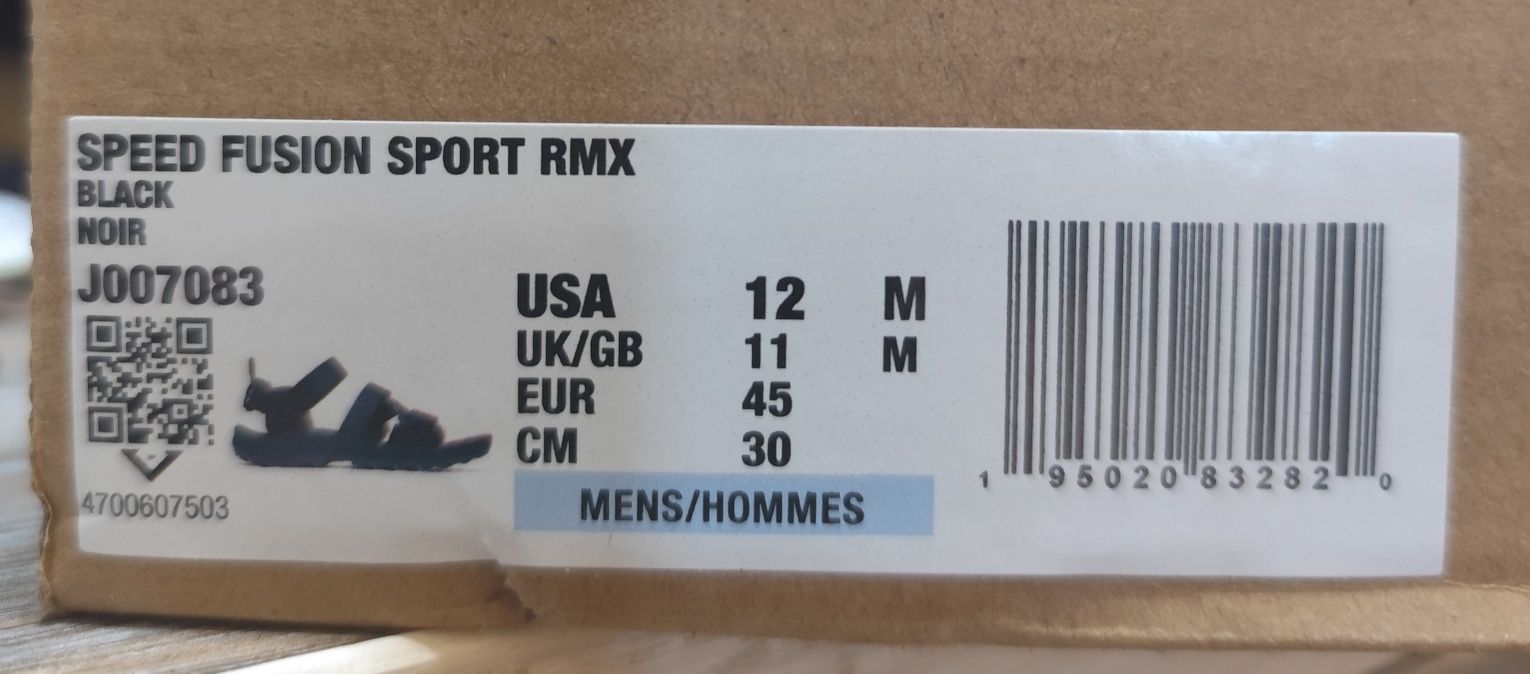 SPEED FUSION SPORT RMX
BLACK
NOIR
J007083
USA 12 M
UK/GB 11 M
EUR 45
CM 30
MENS/HOMMES
4700607503
1 95020 83282 0